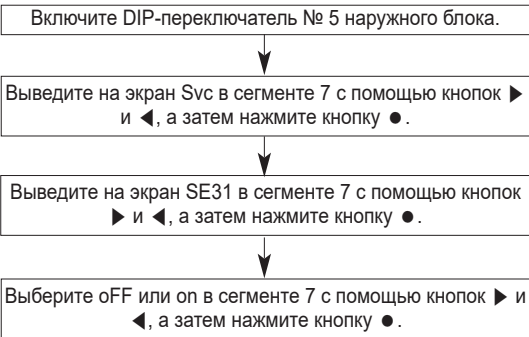 Включите DIP-переключатель № 5 наружного блока.
Выведите на экран Svc в сегменте 7 с помощью кнопок ▶
и ◀, а затем нажмите кнопку ●.
Выведите на экран SE31 в сегменте 7 с помощью кнопок
▶ и ◀, а затем нажмите кнопку ●.
Выберите oFF или on в сегменте 7 с помощью кнопок ▶ и
◀, а затем нажмите кнопку ●.